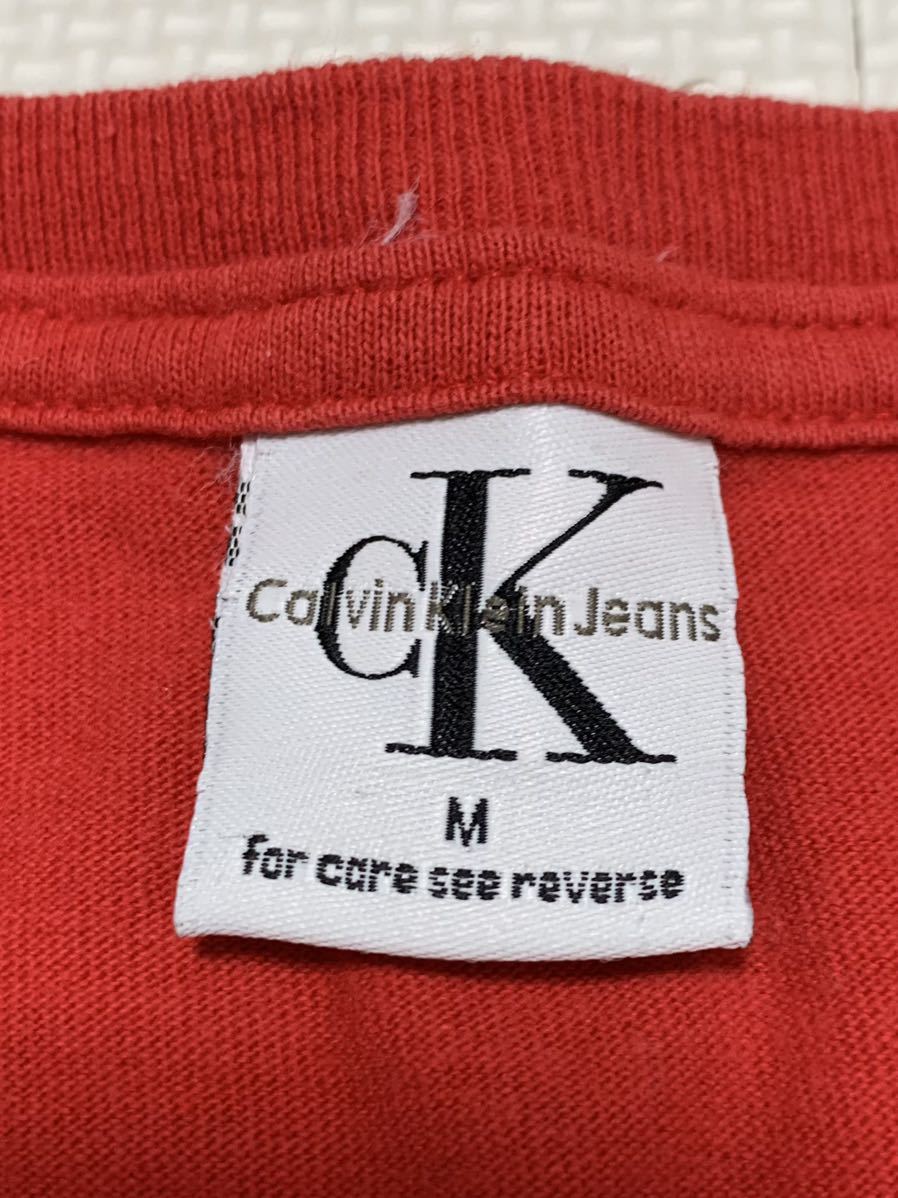 cK
Calvin Klein Jeans
M
for care see reverse